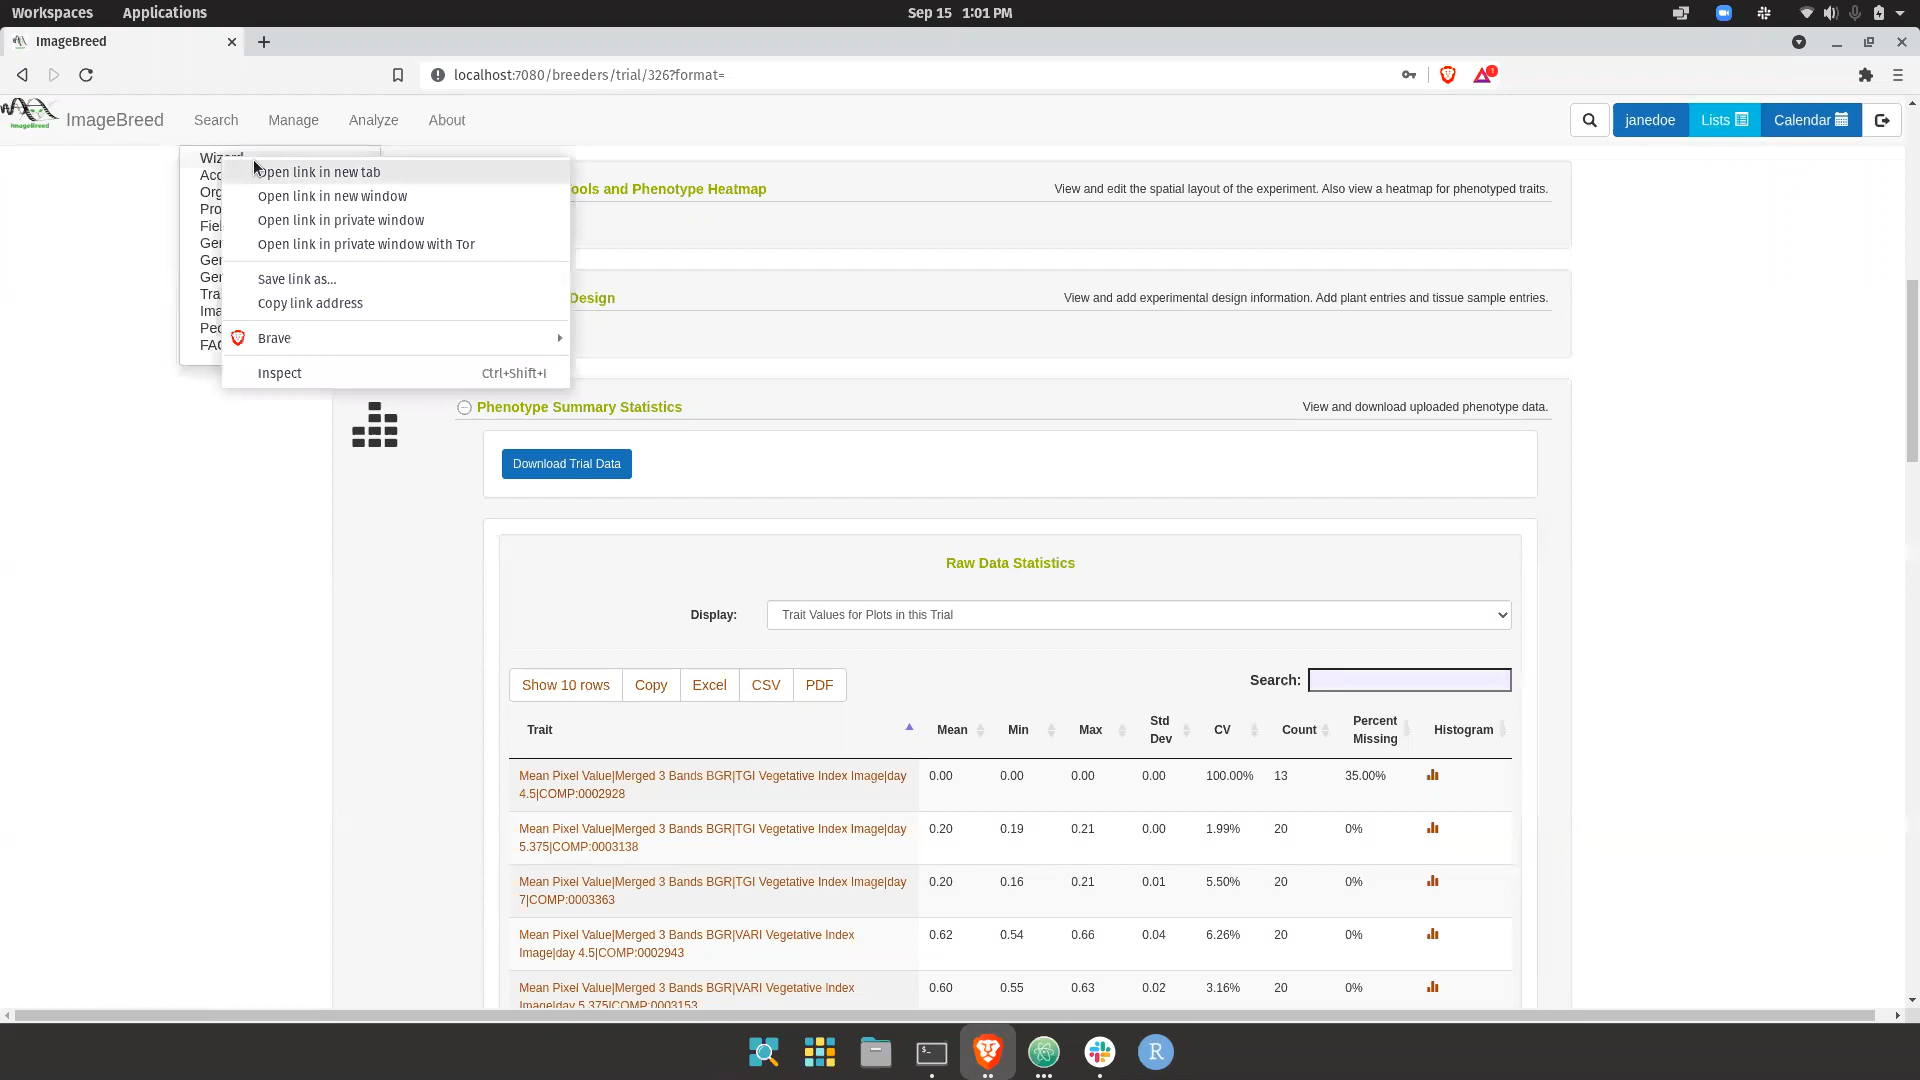 Workspaces Applications Sep 15 1:01 PM
ImageBreed
localhost:7080/breeders/trial/326?format=
1
ImageBreed Search Manage Analyze About janedoe Lists Calendar
Open link in new tab
Open link in new window
Open link in private window
Open link in private window with Tor
Save link as...
Copy link address
Brave
Inspect Ctrl+Shift+I
ools and Phenotype Heatmap View and edit the spatial layout of the experiment. Also view a heatmap for phenotyped traits.
Design View and add experimental design information. Add plant entries and tissue sample entries.
Phenotype Summary Statistics View and download uploaded phenotype data.
Download Trial Data
Raw Data Statistics
Display: Trait Values for Plots in this Trial
Show 10 rows Copy Excel CSV PDF Search:
Trait Mean Min Max Std Dev CV Count Percent Missing Histogram
Mean Pixel Value|Merged 3 Bands BGR|TGI Vegetative Index Image|day 0.00 0.00 0.00 0.00 100.00% 13 35.00%
4.5|COMP:0002928
Mean Pixel Value|Merged 3 Bands BGR|TGI Vegetative Index Image|day 0.20 0.19 0.21 0.00 1.99% 20 0%
5.375|COMP:0003138
Mean Pixel Value|Merged 3 Bands BGR|TGI Vegetative Index Image|day 0.20 0.16 0.21 0.01 5.50% 20 0%
7|COMP:0003363
Mean Pixel Value|Merged 3 Bands BGR|VARI Vegetative Index 0.62 0.54 0.66 0.04 6.26% 20 0%
Image|day 4.5|COMP:0002943
Mean Pixel Value|Merged 3 Bands BGR|VARI Vegetative Index 0.60 0.55 0.63 0.02 3.16% 20 0%
Image|day 5.375|COMP:0003153
R